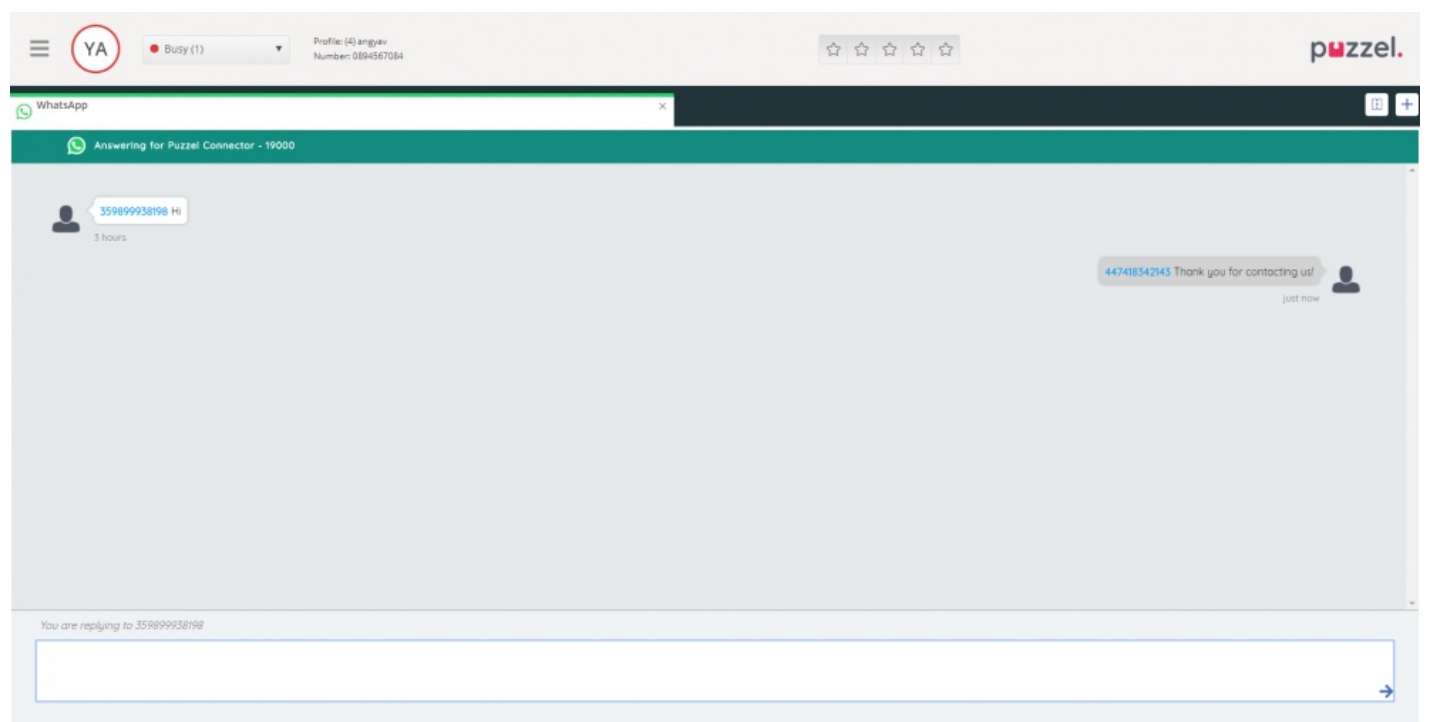 YA
Busy (1)
Profile: (4) angyav
Number: 0894567084
puzzel.
WhatsApp
Answering for Puzzel Connector - 19000
359899938198 Hi
3 hours
447418342143 Thank you for contacting us!
just now
You are replying to 359899938198